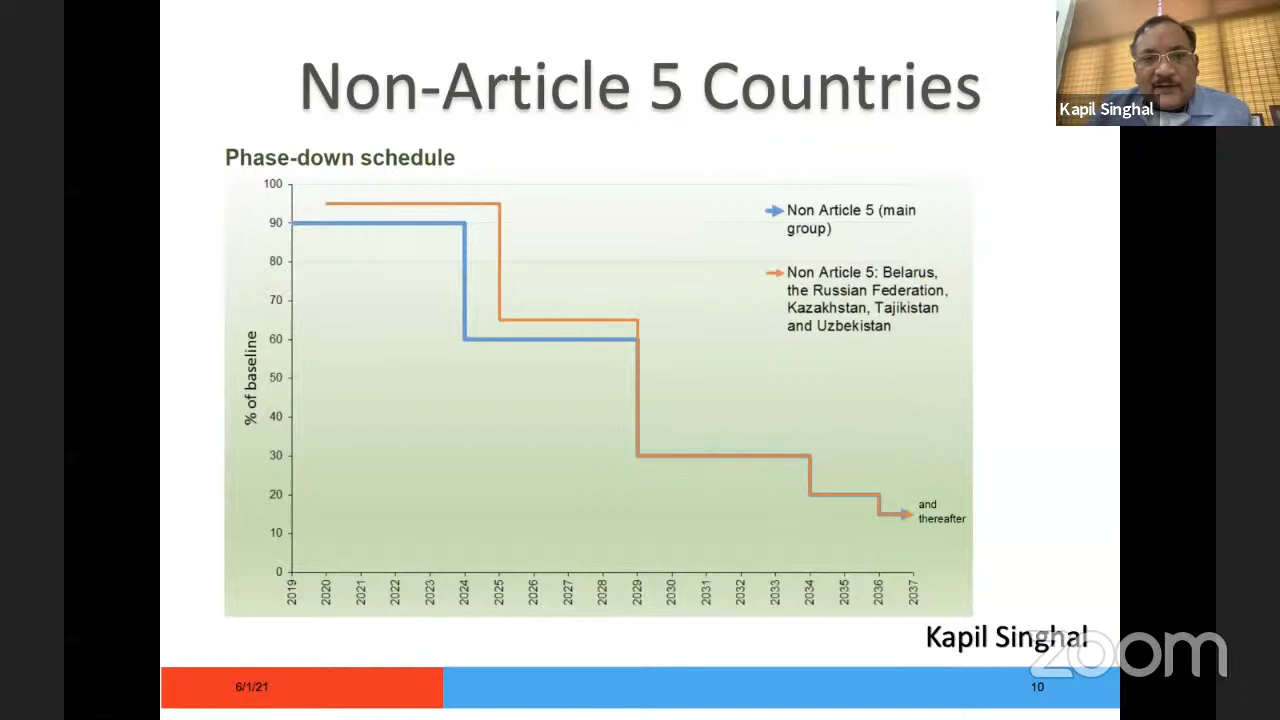 Non-Article 5 Countries
Kapil Singhal
Phase-down schedule
100
90
80
70
60
50
40
30
20
10
0
% of baseline
Non Article 5 (main
group)
Non Article 5: Belarus,
the Russian Federation,
Kazakhstan, Tajikistan
and Uzbekistan
and
thereafter
2019
2020
2021
2022
2023
2024
2025
2026
2027
2028
2029
2030
2031
2032
2033
2034
2035
2036
2037
Kapil Singhal
zoom
6/1/21
10